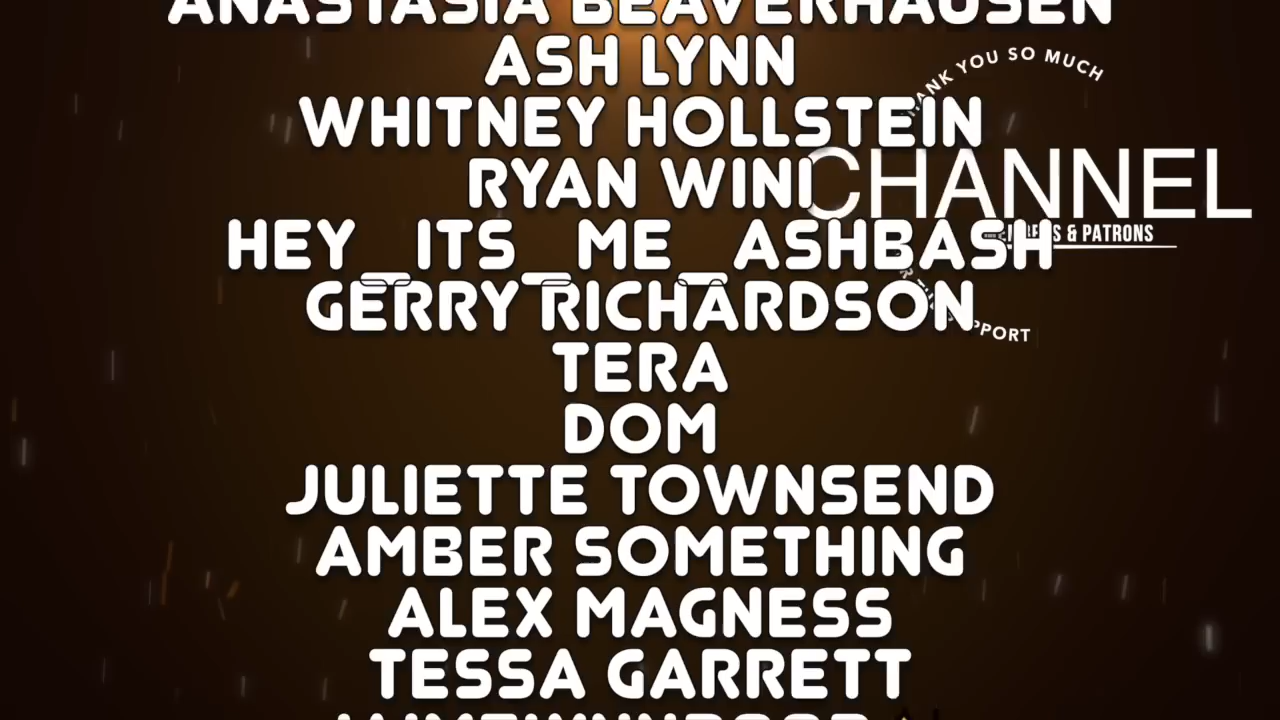 ANASTASIA BEAVERHAUSEN
ASH LYNN
WHITNEY HOLLSTEIN
RYAN WINI
HEY_ITS_ME_ASHBASH
GERRY RICHARDSON
TERA
DOM
JULIETTE TOWNSEND
AMBER SOMETHING
ALEX MAGNESS
TESSA GARRETT
YOU SO MUCH
CHANNEL
& PATRONS